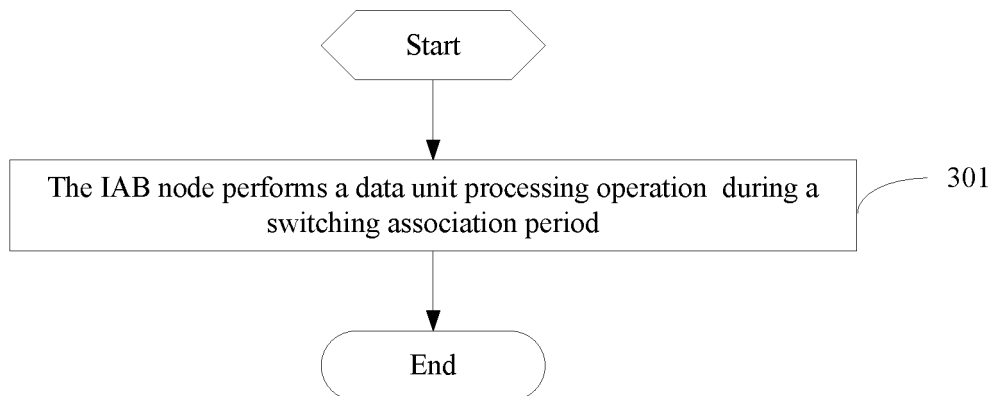 Start
The IAB node performs a data unit processing operation during a
switching association period
301
End